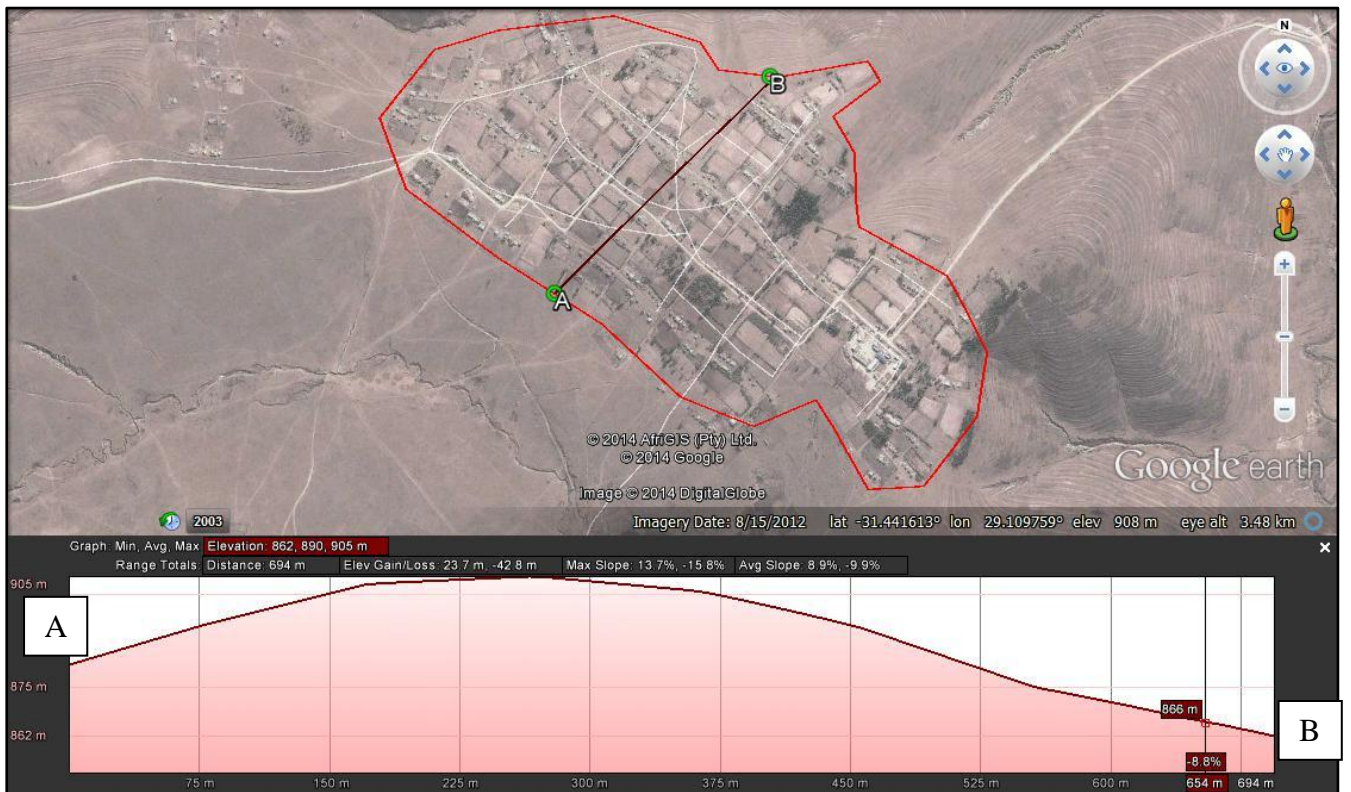 N
B
A
© 2014 AfriGIS (Pty) Ltd.
© 2014 Google
Image © 2014 DigitalGlobe
Google earth
2003
Imagery Date: 8/15/2012 lat -31.441613° lon 29.109759° elev 908 m eye alt 3.48 km
Graph: Min, Avg, Max Elevation: 862, 890, 905 m
Range Totals: Distance: 694 m Elev Gain/Loss: 23.7 m, -42.8 m Max Slope: 13.7%, -15.8% Avg Slope: 8.9%, -9.9%
905 m
A
875 m
866 m
862 m
B
-8.8%
75 m 150 m 225 m 300 m 375 m 450 m 525 m 600 m 654 m 694 m